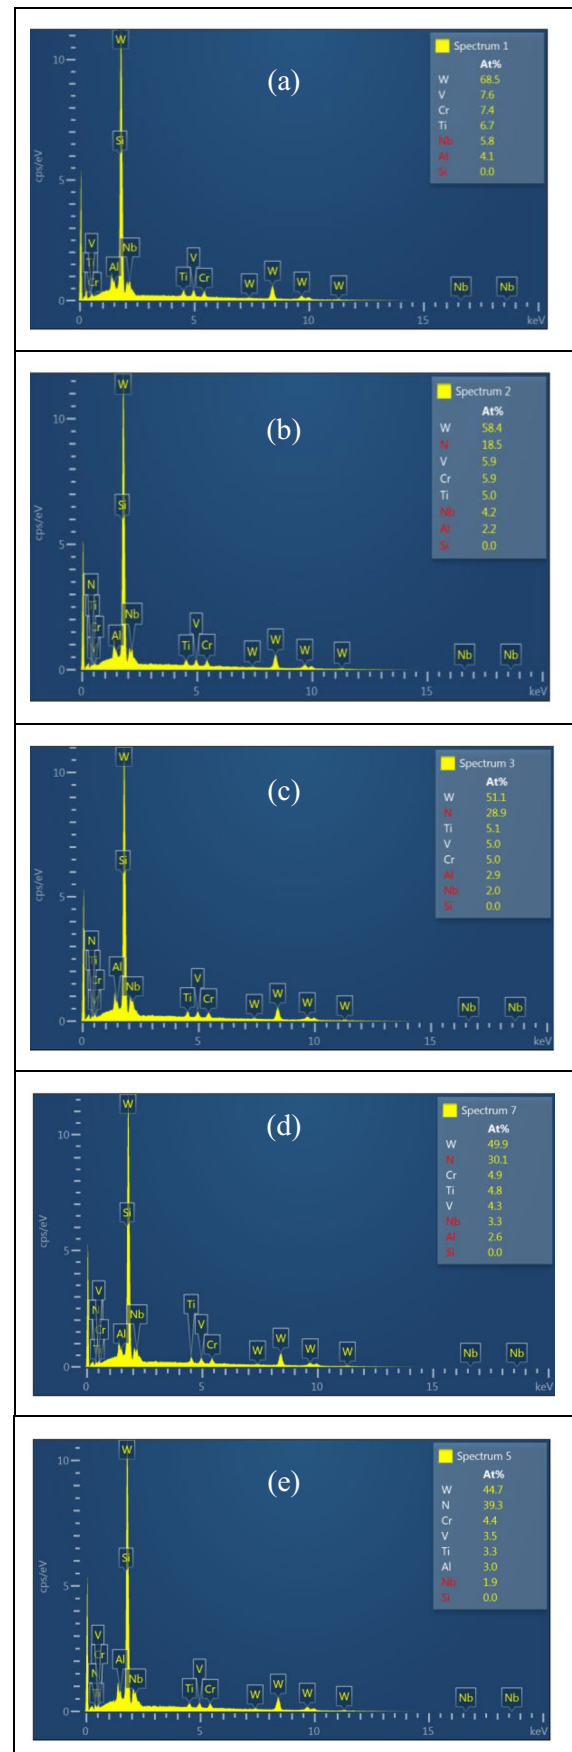 (a)
Spectrum 1
At%
W 68.5
V 7.6
Cr 7.4
Ti 6.7
Nb 5.8
Al 4.1
Si 0.0
cps/eV
10
5
0
W
Si
V
Nb
Al
Ti
V
Cr
W
W
W
W
Nb
Nb
0 5 10 15 keV
(b)
Spectrum 2
At%
W 58.4
N 18.5
V 5.9
Cr 5.9
Ti 5.0
Nb 4.2
Al 2.2
Si 0.0
cps/eV
10
5
0
W
Si
N
Nb
Al
Ti
V
Cr
W
W
W
W
Nb
Nb
0 5 10 15 keV
(c)
Spectrum 3
At%
W 51.1
N 28.9
Ti 5.1
V 5.0
Cr 5.0
Al 2.9
Nb 2.0
Si 0.0
cps/eV
10
5
0
W
Si
N
Al
Nb
Ti
V
Cr
W
W
W
W
Nb
Nb
0 5 10 15 keV
(d)
Spectrum 7
At%
W 49.9
N 30.1
Cr 4.9
Ti 4.8
V 4.3
Nb 3.3
Al 2.6
Si 0.0
cps/eV
10
5
0
W
Si
V
N
Nb
Al
Ti
V
Cr
W
W
W
W
Nb
Nb
0 5 10 15 keV
(e)
Spectrum 5
At%
W 44.7
N 39.3
Cr 4.4
V 3.5
Ti 3.3
Al 3.0
Nb 1.9
Si 0.0
cps/eV
10
5
0
W
Si
V
N
Al
Nb
Ti
V
Cr
W
W
W
W
Nb
Nb
0 5 10 15 keV